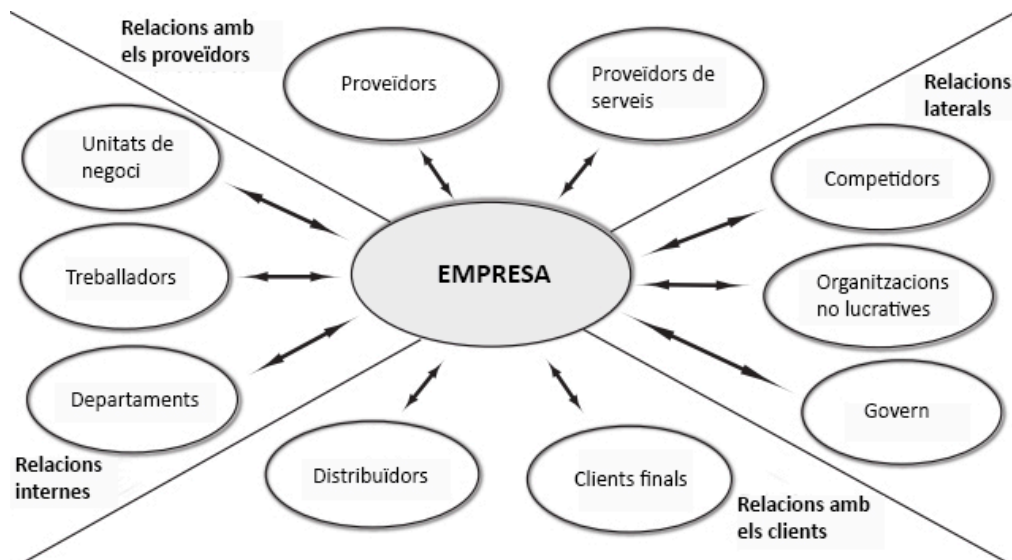 Relacions amb
els proveïdors
Proveïdors
Proveïdors de
serveis
Relacions
laterals
Unitats de
negoci
Competidors
Treballadors
EMPRESA
Organitzacions
no lucratives
Departaments
Govern
Relacions
internes
Distribuïdors
Clients finals
Relacions amb
els clients